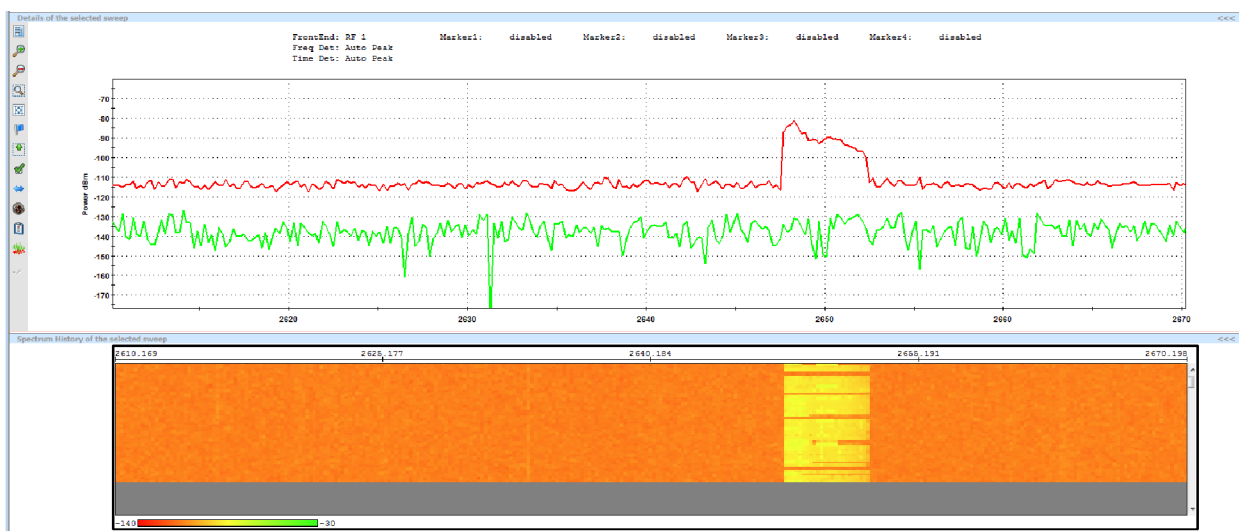 Details of the selected sweep <<<
FrontEnd: RF 1 Marker1: disabled Marker2: disabled Marker3: disabled Marker4: disabled
Freq Det: Auto Peak
Time Det: Auto Peak
-70
-80
-90
-100
-110
-120
-130
-140
-150
-160
-170
Power dBm
2620 2630 2640 2650 2660 2670
Spectrum History of the selected sweep <<<
2610.169 2625.177 2640.184 2655.191 2670.198
-140 -30